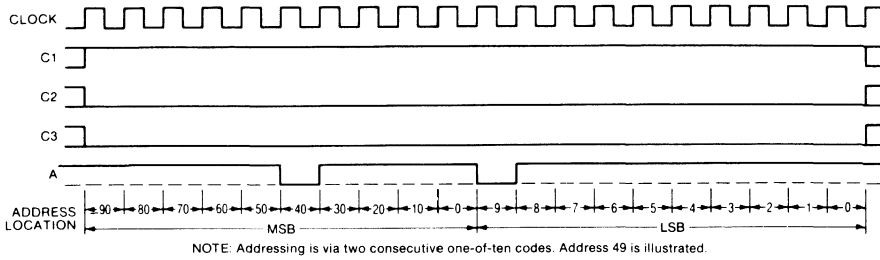 CLOCK
C1
C2
C3
A
ADDRESS LOCATION
90 80 70 60 50 40 30 20 10 0 9 8 7 6 5 4 3 2 1 0
MSB LSB
NOTE: Addressing is via two consecutive one-of-ten codes. Address 49 is illustrated.